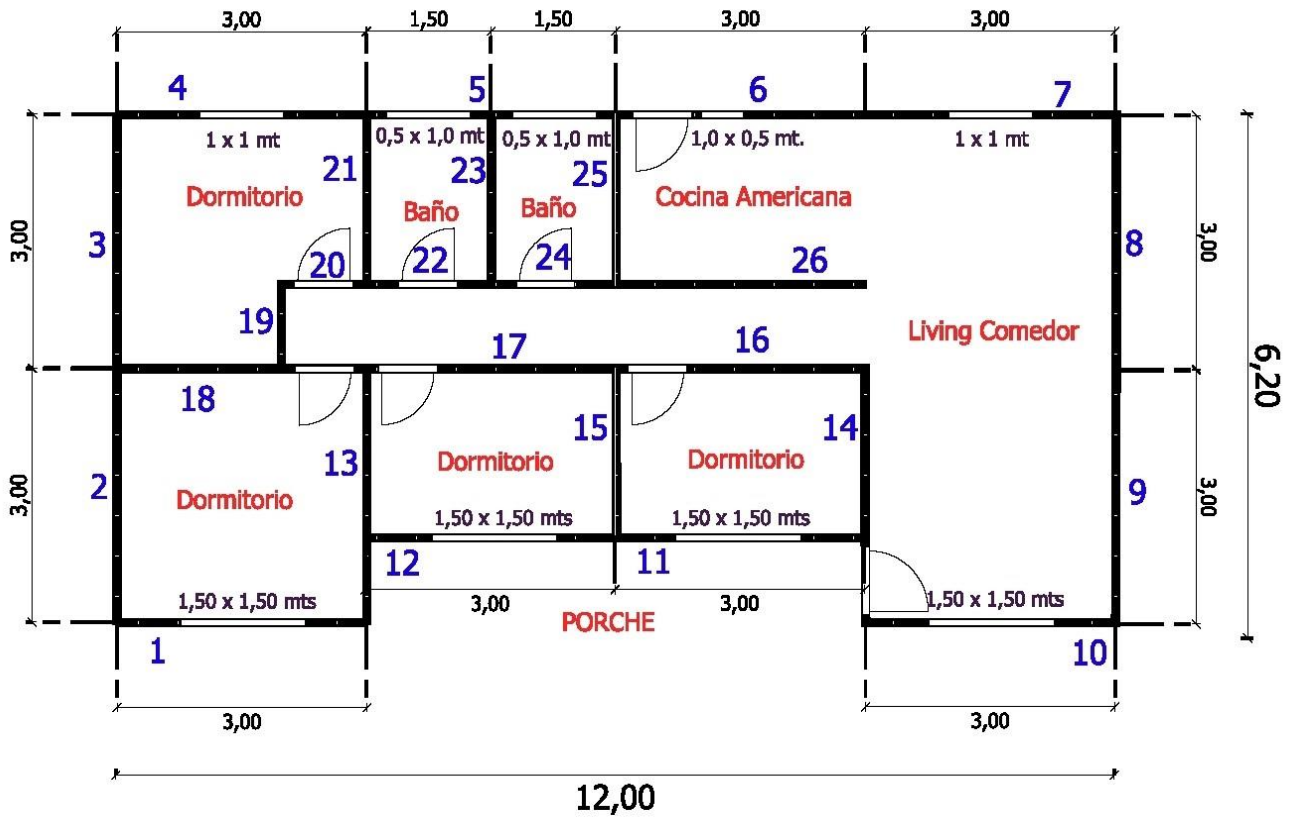 3,00 1,50 1,50 3,00 3,00
4 5 6 7
1 x 1 mt 0,5 x 1,0 mt 0,5 x 1,0 mt 1,0 x 0,5 mt. 1 x 1 mt
21 23 25
Dormitorio Baño Baño Cocina Americana
3,00 3 8 3,00
20 22 24 26
19 17 16 Living Comedor
6,20
18 15 14
13 Dormitorio Dormitorio
3,00 2 Dormitorio 9 3,00
1,50 x 1,50 mts 1,50 x 1,50 mts
12 11
1,50 x 1,50 mts 3,00 3,00 1,50 x 1,50 mts
PORCHE
1 10
3,00 3,00
12,00